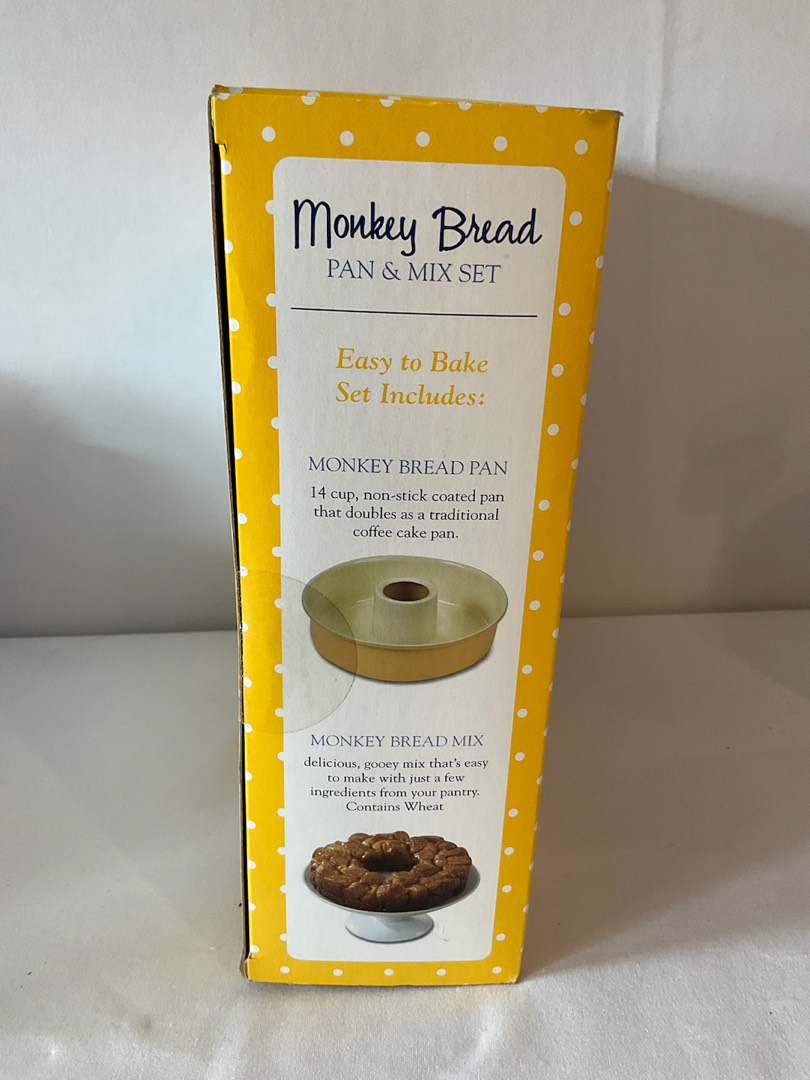 Monkey Bread
PAN & MIX SET
Easy to Bake
Set Includes:
MONKEY BREAD PAN
14 cup, non-stick coated pan
that doubles as a traditional
coffee cake pan.
MONKEY BREAD MIX
delicious, gooey mix that's easy
to make with just a few
ingredients from your pantry.
Contains Wheat